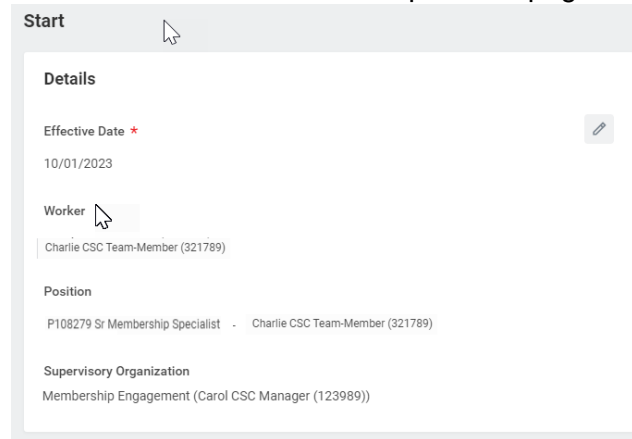 Start
Details
Effective Date *
10/01/2023
Worker
Charlie CSC Team-Member (321789)
Position
P108279 Sr Membership Specialist - Charlie CSC Team-Member (321789)
Supervisory Organization
Membership Engagement (Carol CSC Manager (123989))